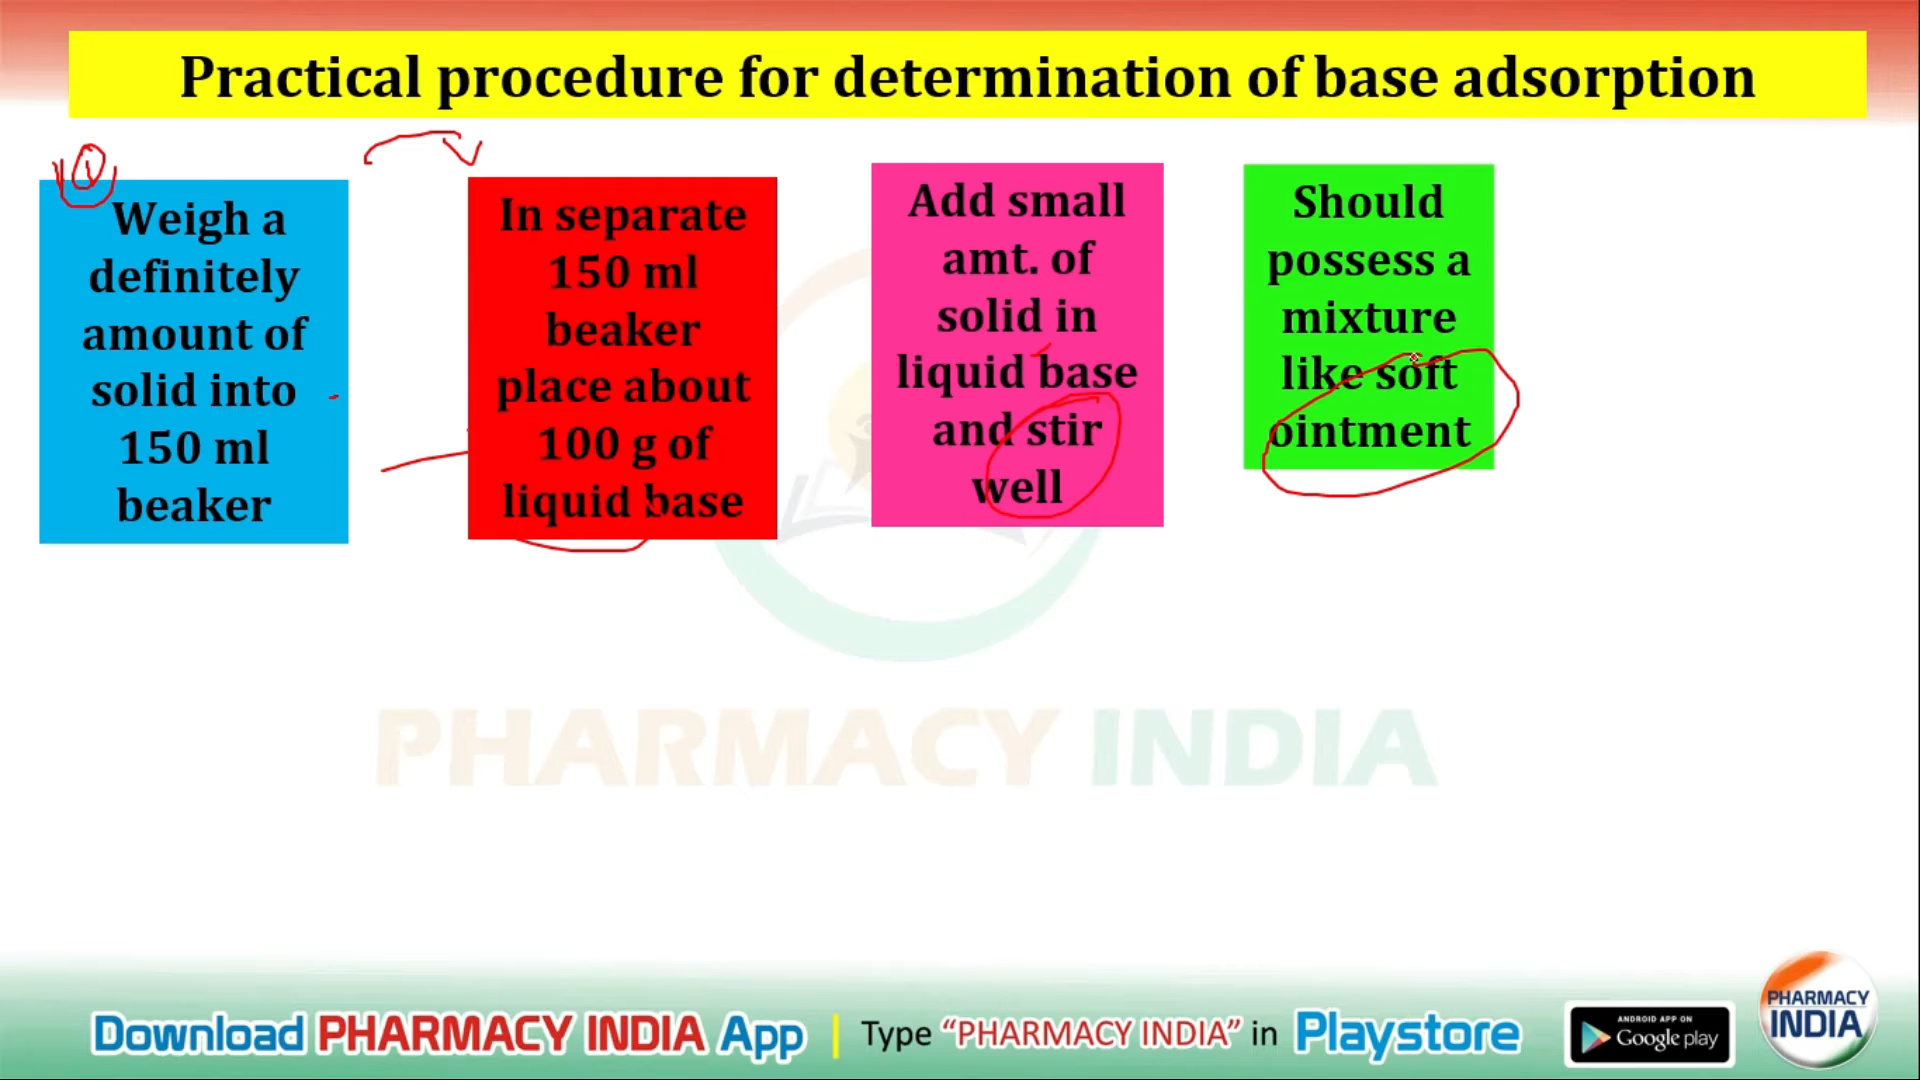 Practical procedure for determination of base adsorption
1
Weigh a
definitely
amount of
solid into
150 ml
beaker
In separate
150 ml
beaker
place about
100 g of
liquid base
Add small
amt. of
solid in
liquid base
and stir
well
Should
possess a
mixture
like soft
ointment
PHARMACY INDIA
Download PHARMACY INDIA App | Type “PHARMACY INDIA” in Playstore
ANDROID APP ON
Google play
PHARMACY
INDIA